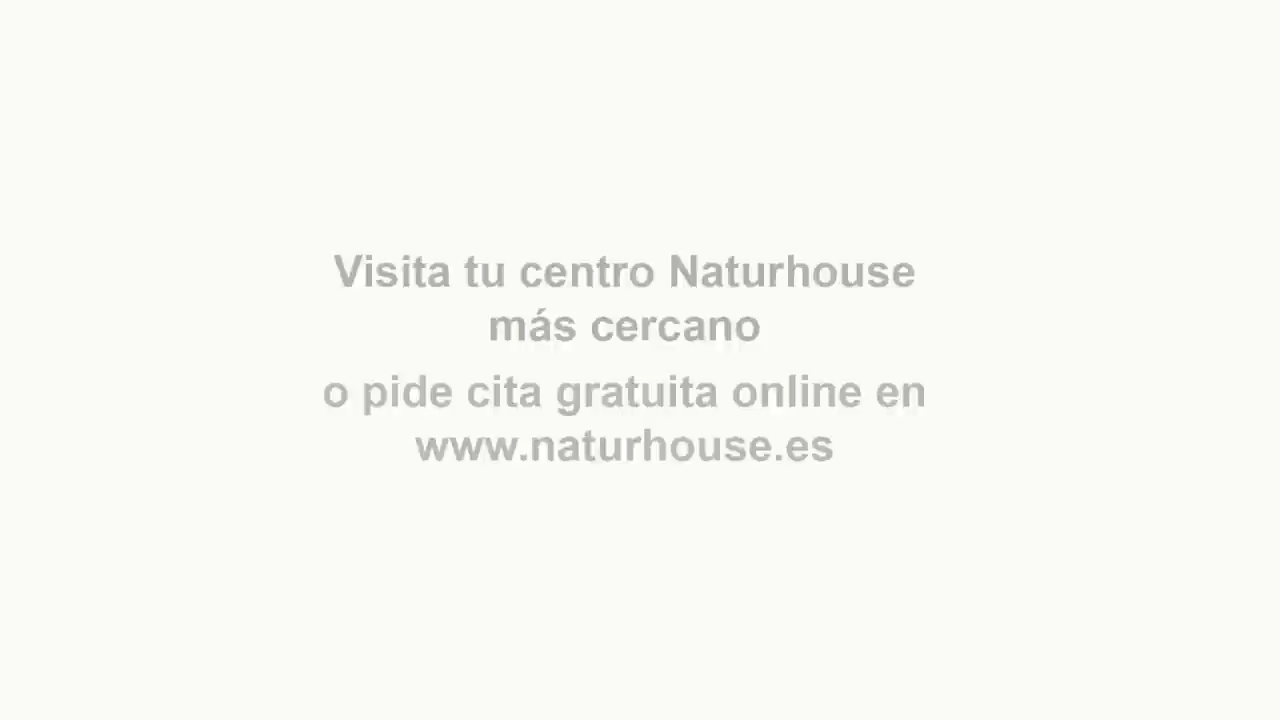 Visita tu centro Naturhouse
más cercano
o pide cita gratuita online en
www.naturhouse.es